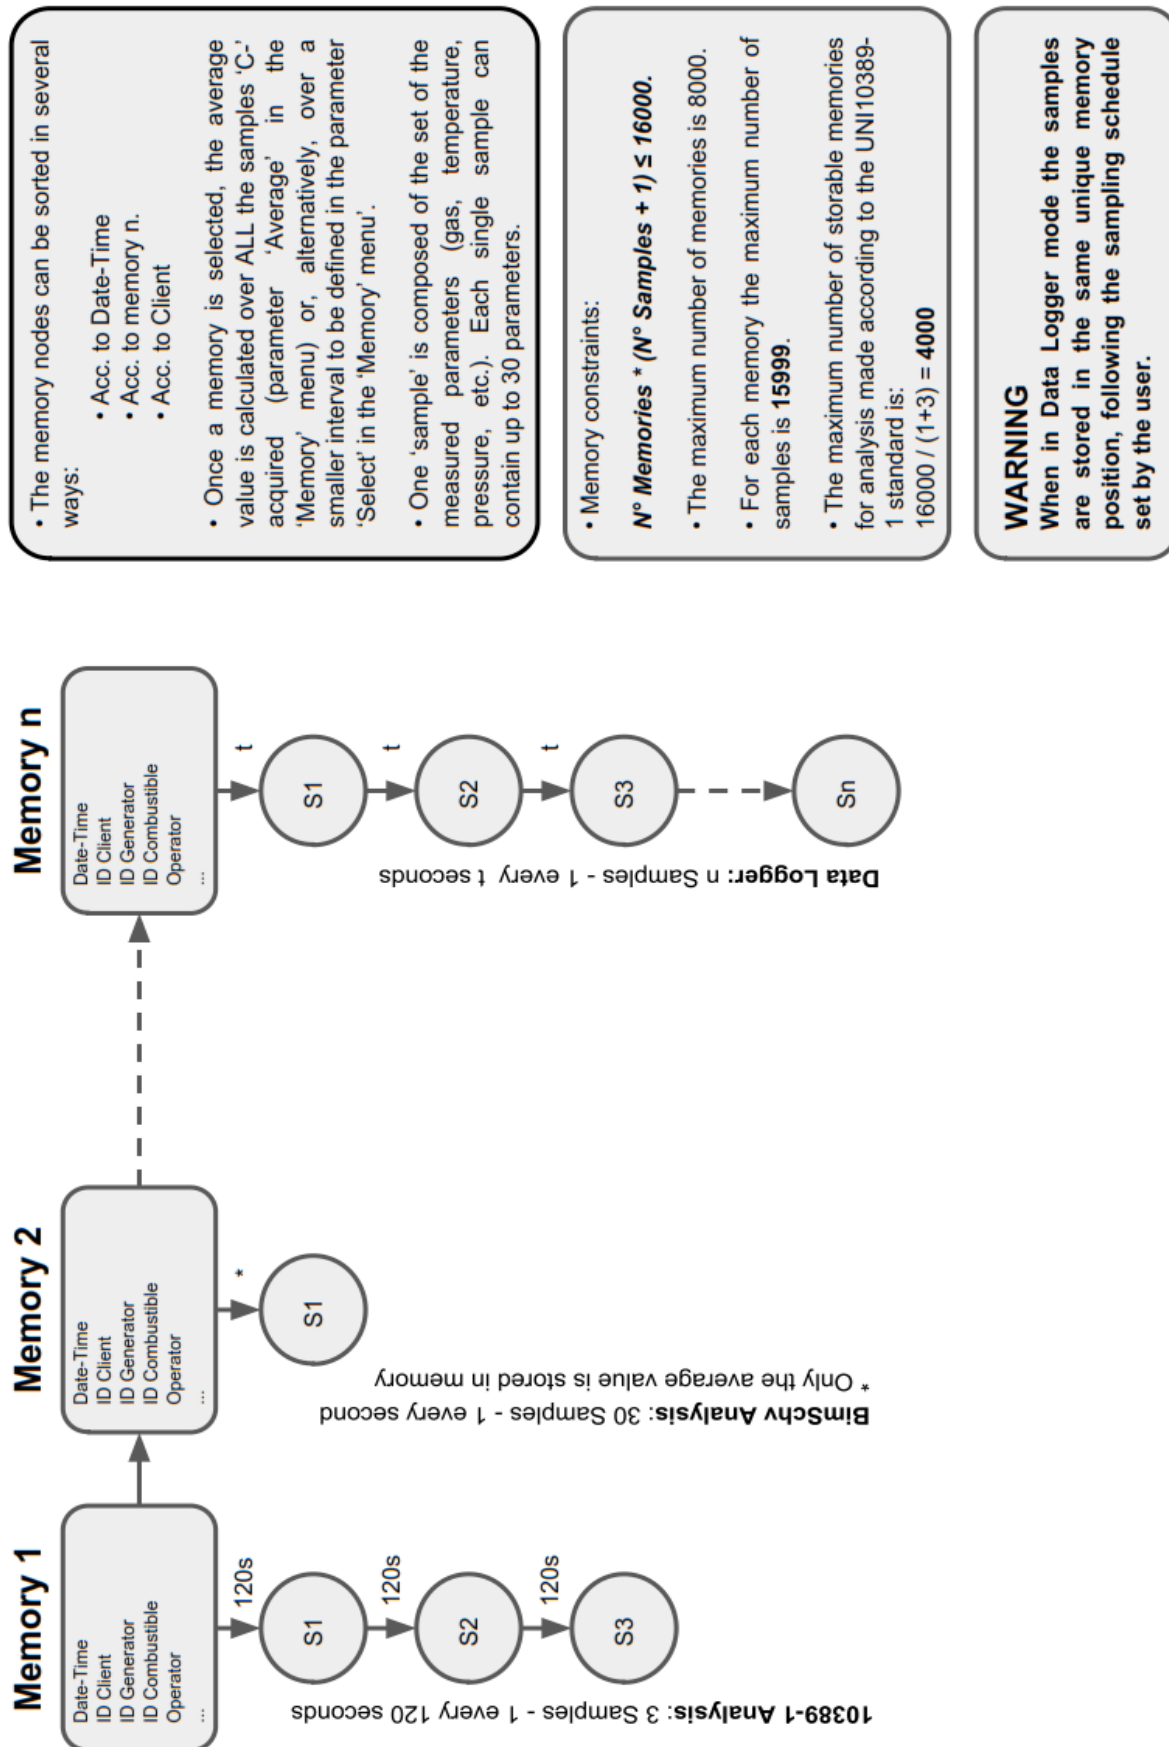 Memory 1
Date-Time
ID Client
ID Generator
ID Combustible
Operator
...
120s
S1
120s
S2
120s
S3
10389-1 Analysis: 3 Samples - 1 every 120 seconds
Memory 2
Date-Time
ID Client
ID Generator
ID Combustible
Operator
...
*
S1
BimSchv Analysis: 30 Samples - 1 every second
* Only the average value is stored in memory
Memory n
Date-Time
ID Client
ID Generator
ID Combustible
Operator
...
t
S1
t
S2
t
S3
Sn
Data Logger: n Samples - 1 every t seconds
• The memory nodes can be sorted in several
ways:
• Acc. to Date-Time
• Acc. to memory n.
• Acc. to Client
• Once a memory is selected, the average
value is calculated over ALL the samples ‘C-’
acquired (parameter ‘Average’ in the
‘Memory’ menu) or, alternatively, over a
smaller interval to be defined in the parameter
‘Select’ in the ‘Memory’ menu’.
• One ‘sample’ is composed of the set of the
measured parameters (gas, temperature,
pressure, etc.). Each single sample can
contain up to 30 parameters.
• Memory constraints:
N° Memories * (N° Samples + 1) ≤ 16000.
• The maximum number of memories is 8000.
• For each memory the maximum number of
samples is 15999.
• The maximum number of storable memories
for analysis made according to the UNI10389-
1 standard is:
16000 / (1+3) = 4000
WARNING
When in Data Logger mode the samples
are stored in the same unique memory
position, following the sampling schedule
set by the user.